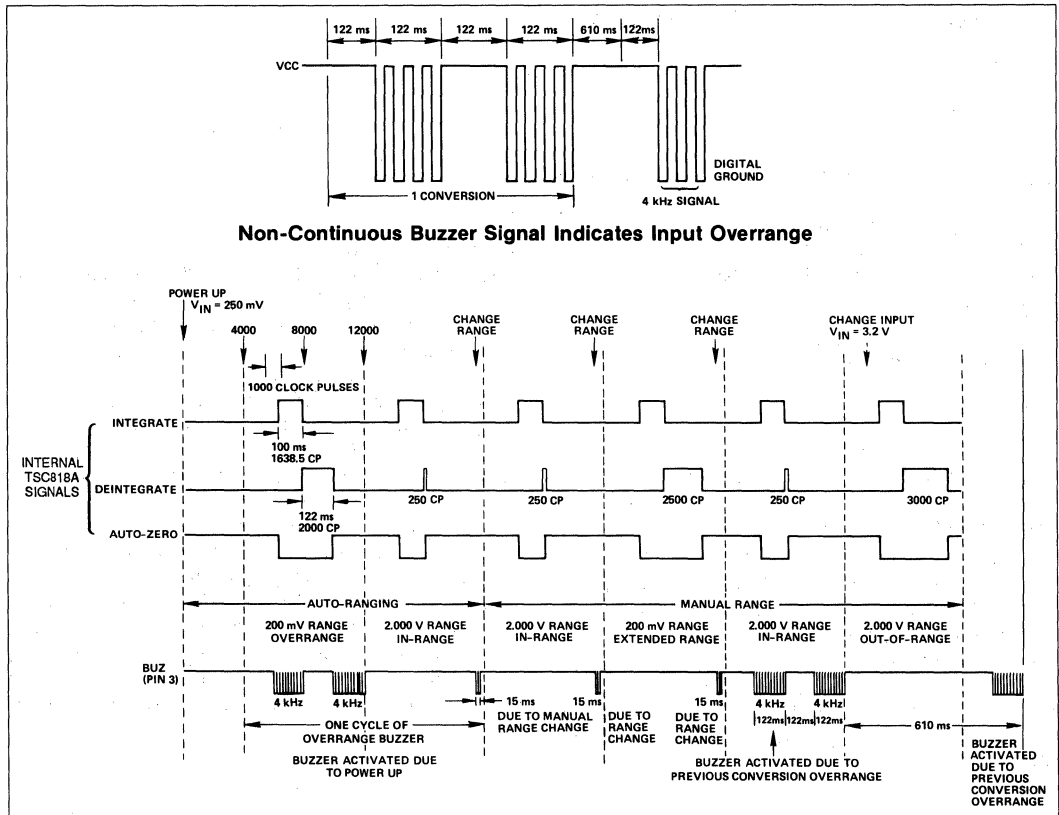 122 ms 122 ms 122 ms 122 ms 610 ms 122ms
VCC
DIGITAL
GROUND
1 CONVERSION
4 kHz SIGNAL
Non-Continuous Buzzer Signal Indicates Input Overrange
POWER UP
VIN = 250 mV
4000 8000 12000
CHANGE
RANGE
CHANGE
RANGE
CHANGE
RANGE
CHANGE INPUT
VIN = 3.2 V
1000 CLOCK PULSES
INTEGRATE
100 ms
1638.5 CP
INTERNAL
TSC818A
SIGNALS
DEINTEGRATE
250 CP 250 CP 2500 CP 250 CP 3000 CP
122 ms
2000 CP
AUTO-ZERO
AUTO-RANGING MANUAL RANGE
200 mV RANGE
OVERRANGE
2.000 V RANGE
IN-RANGE
2.000 V RANGE
IN-RANGE
200 mV RANGE
EXTENDED RANGE
2.000 V RANGE
IN-RANGE
2.000 V RANGE
OUT-OF-RANGE
BUZ
(PIN 3)
4 kHz 4 kHz 15 ms 15 ms 15 ms 4 kHz 4 kHz
122ms 122ms 122ms
610 ms
ONE CYCLE OF
OVERRANGE BUZZER
DUE TO MANUAL
RANGE CHANGE
DUE TO
RANGE
CHANGE
DUE TO
RANGE
CHANGE
BUZZER ACTIVATED DUE
TO POWER UP
BUZZER ACTIVATED DUE TO
PREVIOUS CONVERSION OVERRANGE
BUZZER
ACTIVATED
DUE TO
PREVIOUS
CONVERSION
OVERRANGE